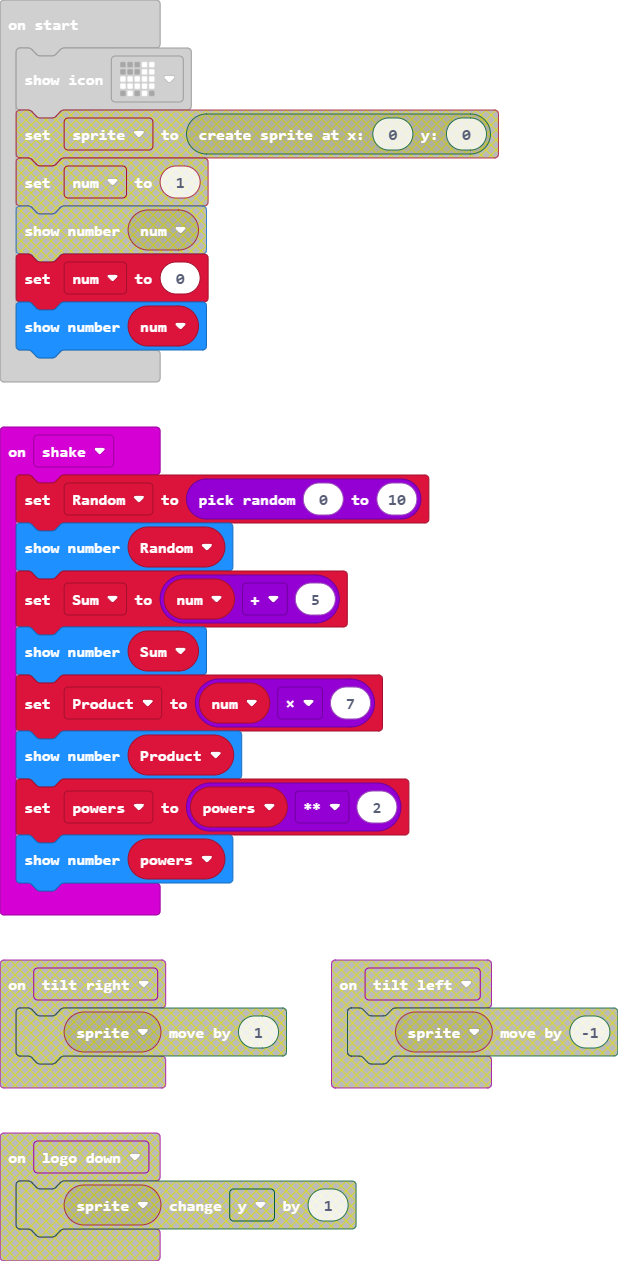 on start
show icon
set sprite to create sprite at x: 0 y: 0
set num to 1
show number num
set num to 0
show number num
on shake
set Random to pick random 0 to 10
show number Random
set Sum to num + 5
show number Sum
set Product to num × 7
show number Product
set powers to powers ** 2
show number powers
on tilt right
sprite move by 1
on tilt left
sprite move by -1
on logo down
sprite change y by 1